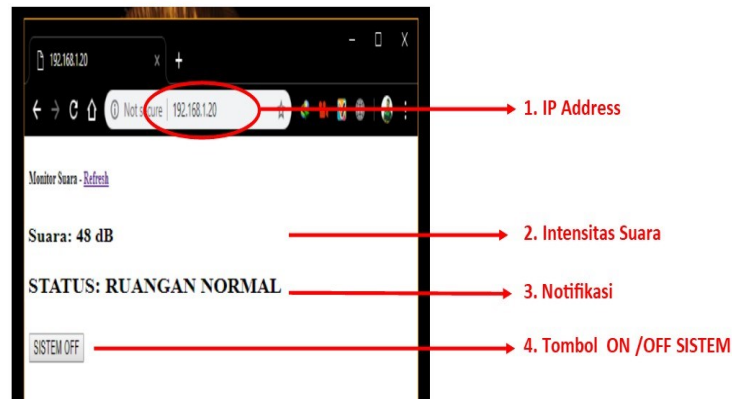 192.168.1.20
Not secure 192.168.1.20
1. IP Address
Monitor Suara - Refresh
Suara: 48 dB
2. Intensitas Suara
STATUS: RUANGAN NORMAL
3. Notifikasi
SISTEM OFF
4. Tombol ON /OFF SISTEM